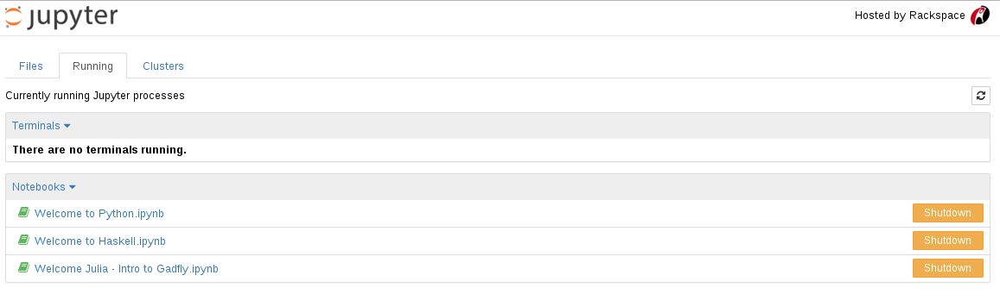 jupyter
Hosted by Rackspace
Files
Running
Clusters
Currently running Jupyter processes
Terminals
There are no terminals running.
Notebooks
Welcome to Python.ipynb
Shutdown
Welcome to Haskell.ipynb
Shutdown
Welcome Julia - Intro to Gadfly.ipynb
Shutdown